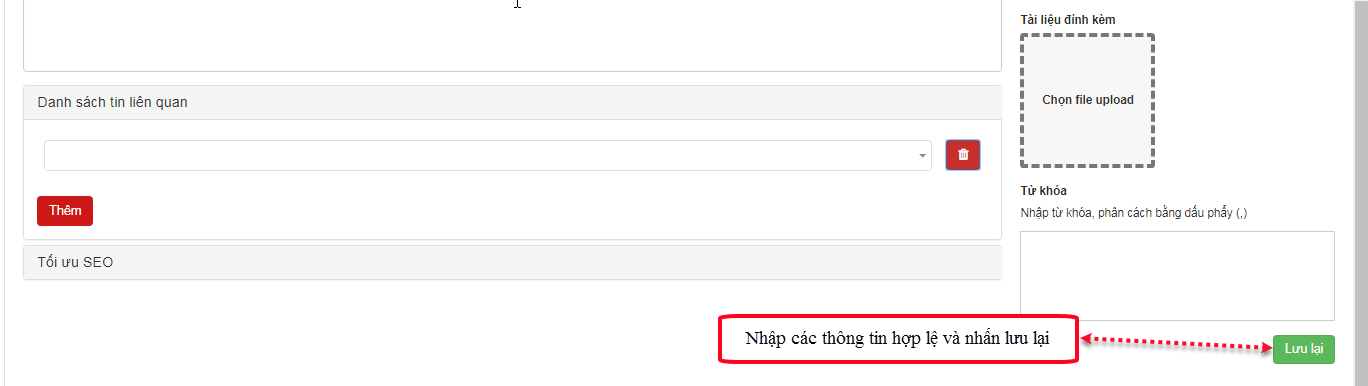 Tài liệu đính kèm
Chọn file upload
Danh sách tin liên quan
Thêm
Từ khóa
Nhập từ khóa, phân cách bằng dấu phẩy (,)
Tối ưu SEO
Nhập các thông tin hợp lệ và nhấn lưu lại
Lưu lại